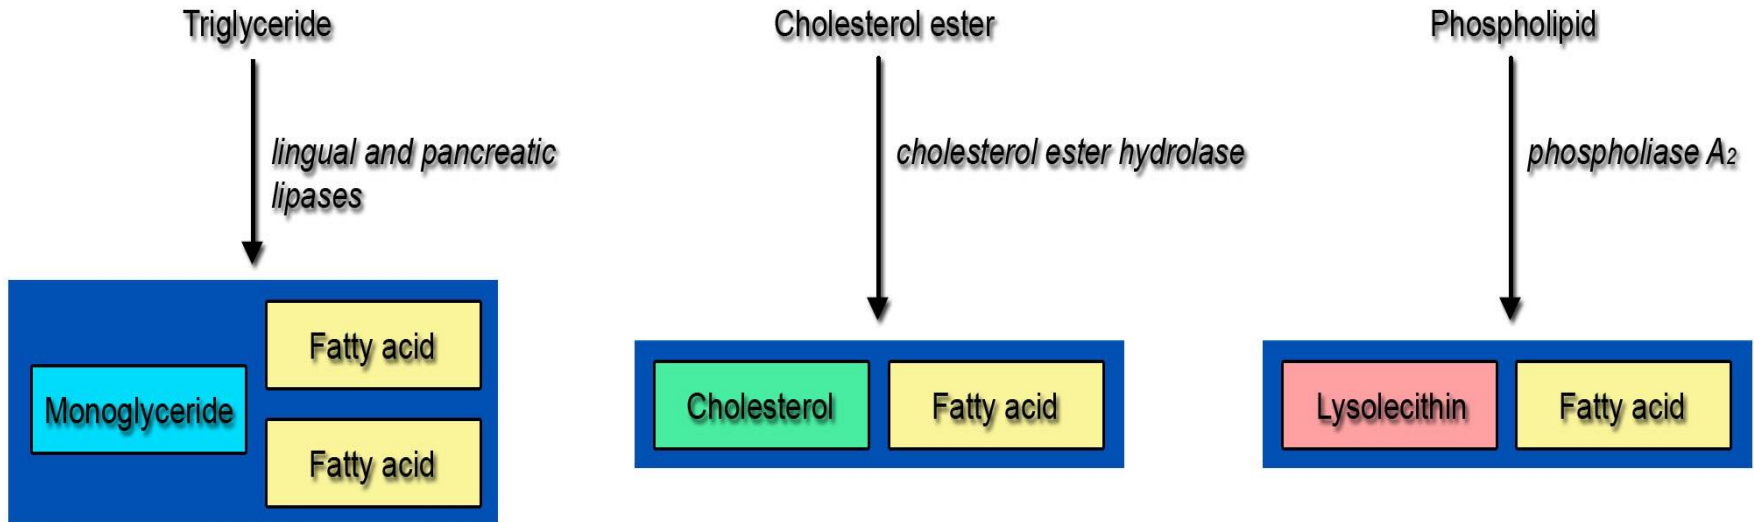 Triglyceride
lingual and pancreatic
lipases
Monoglyceride
Fatty acid
Fatty acid
Cholesterol ester
cholesterol ester hydrolase
Cholesterol
Fatty acid
Phospholipid
phospholiase A₂
Lysolecithin
Fatty acid